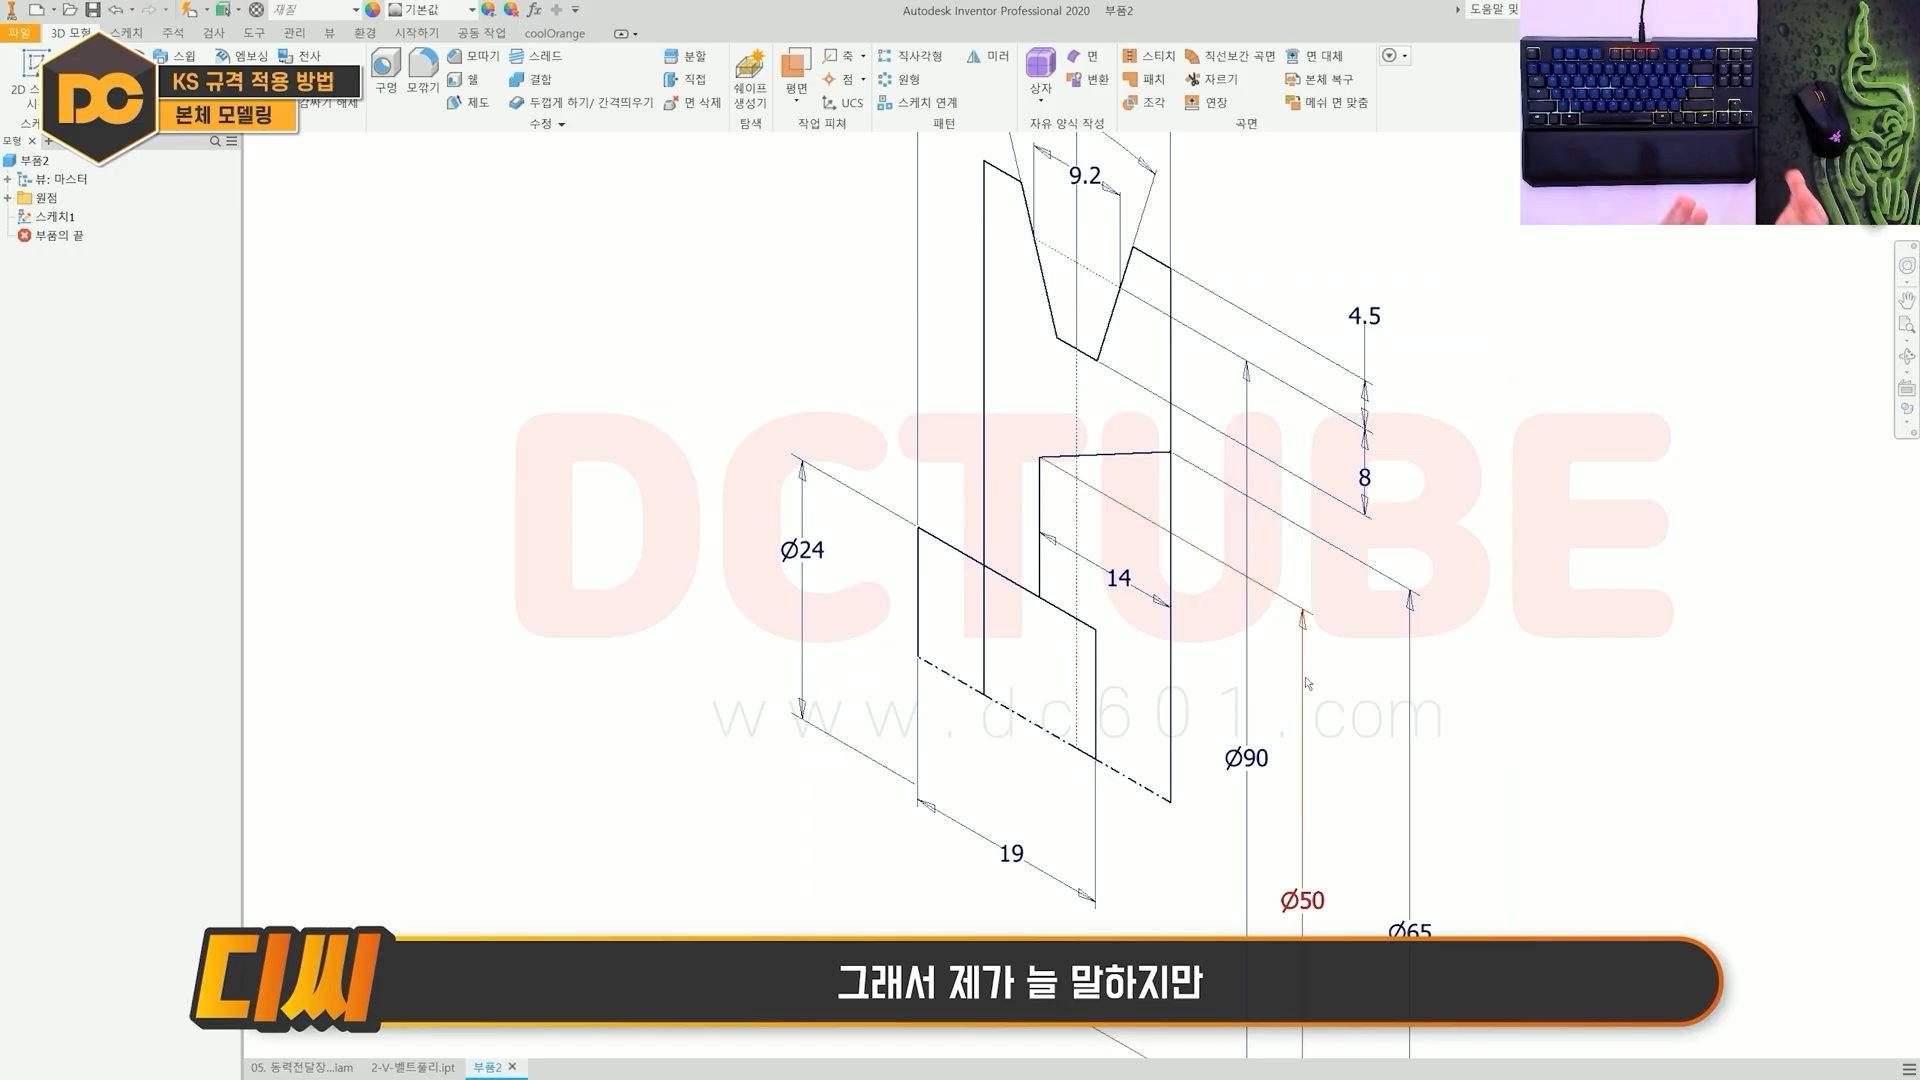 재질
기본값
Autodesk Inventor Professional 2020 부품2
도움말 및
파일 3D 모형 스케치 주석 검사 도구 관리 뷰 환경 시작하기 공동 작업 coolOrange
스윕 엠보싱 전사
구멍 모깎기 모따기 스레드
쉘 결합
제도 두껍게 하기/ 간격띄우기
분할
직접
면 삭제
수정
쉐이프
생성기
탐색
평면 축
점
UCS
작업 피쳐
직사각형 미러
원형
스케치 연계
패턴
상자 면
변환
자유 양식 작성
스티치 직선보간 곡면 면 대체
패치 자르기 본체 복구
조각 연장 메쉬 면 맞춤
곡면
DC
KS 규격 적용 방법
본체 모델링
모형
부품2
뷰: 마스터
원점
스케치1
부품의 끝
9.2
4.5
8
Ø24
14
Ø90
19
Ø50
Ø65
DCTUBE
www.dc601.com
디씨
그래서 제가 늘 말하지만
05. 동력전달장...iam 2-V-벨트풀리.ipt 부품2